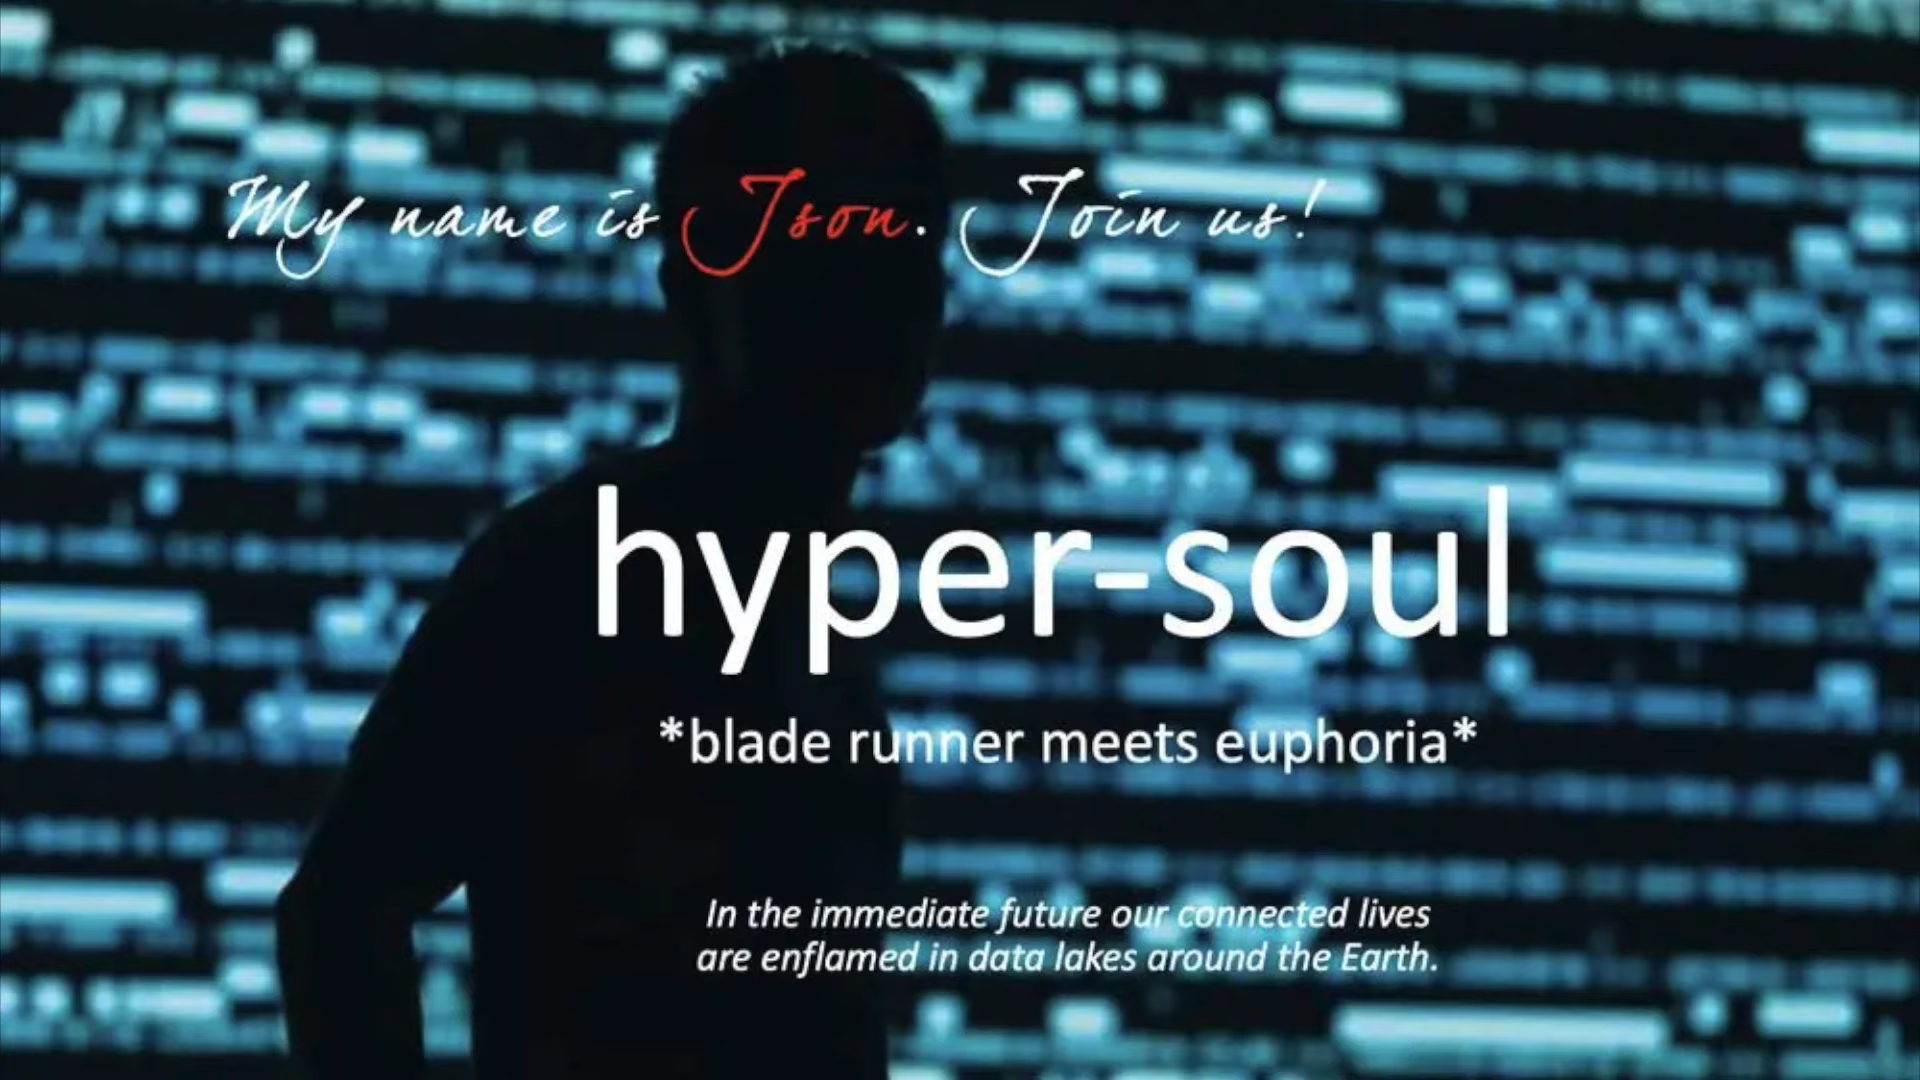 My name is Json. Join us!
hyper-soul
*blade runner meets euphoria*
In the immediate future our connected lives
are enflamed in data lakes around the Earth.